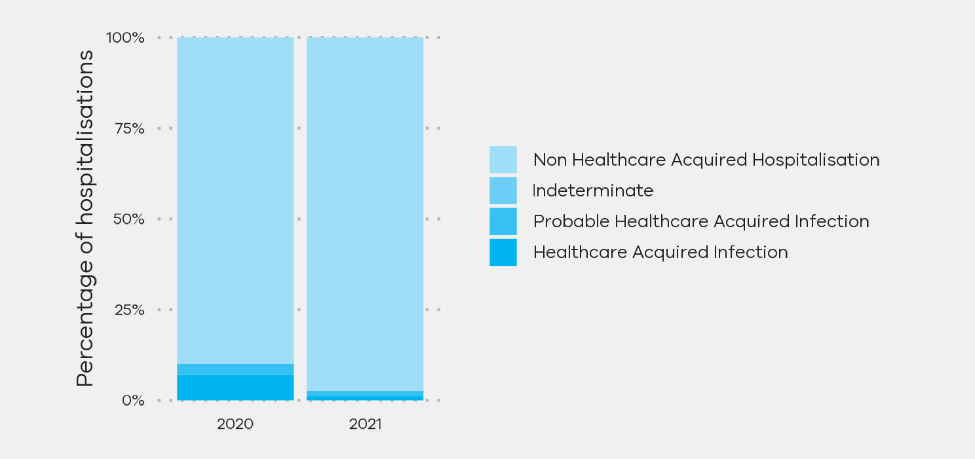 Percentage of hospitalisations
100%
75%
50%
25%
0%
2020
2021
Non Healthcare Acquired Hospitalisation
Indeterminate
Probable Healthcare Acquired Infection
Healthcare Acquired Infection